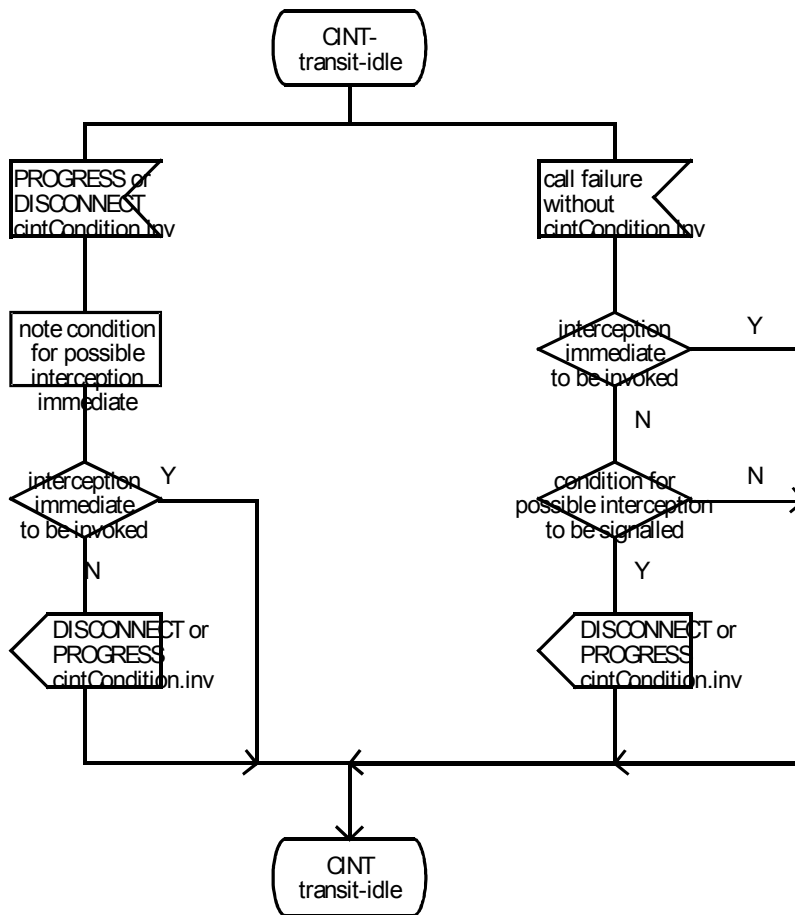 CINT-
transit-idle
PROGRESS or
DISCONNECT
cintCondition.inv
call failure
without
cintCondition.inv
note condition
for possible
interception
immediate
interception
immediate
to be invoked
Y
N
interception
immediate
to be invoked
Y
N
condition for
possible interception
to be signalled
N
Y
DISCONNECT or
PROGRESS
cintCondition.inv
DISCONNECT or
PROGRESS
cintCondition.inv
CINT
transit-idle